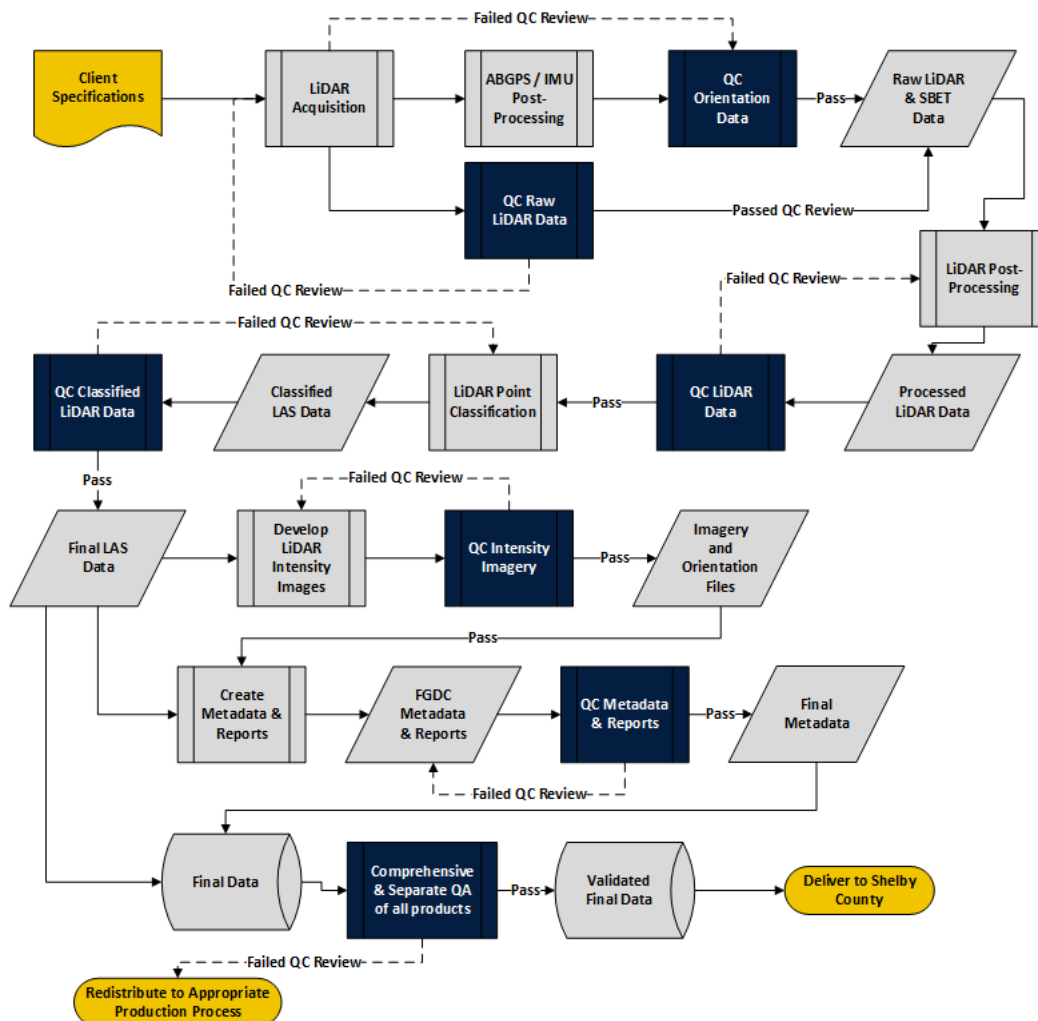 Failed QC Review
Client
Specifications
LiDAR
Acquisition
ABGPS / IMU
Post-
Processing
QC
Orientation
Data
Pass
Raw LiDAR
& SBET
Data
QC Raw
LiDAR Data
Passed QC Review
Failed QC Review
LiDAR Post-
Processing
Failed QC Review
Failed QC Review
QC Classified
LiDAR Data
Classified
LAS Data
LiDAR Point
Classification
Pass
QC LiDAR
Data
Processed
LiDAR Data
Pass
Failed QC Review
Final LAS
Data
Develop
LiDAR
Intensity
Images
QC Intensity
Imagery
Pass
Imagery
and
Orientation
Files
Pass
Create
Metadata &
Reports
FGDC
Metadata
& Reports
QC Metadata
& Reports
Pass
Final
Metadata
Failed QC Review
Final Data
Comprehensive
& Separate QA
of all products
Pass
Validated
Final Data
Deliver to Shelby
County
Failed QC Review
Redistribute to Appropriate
Production Process